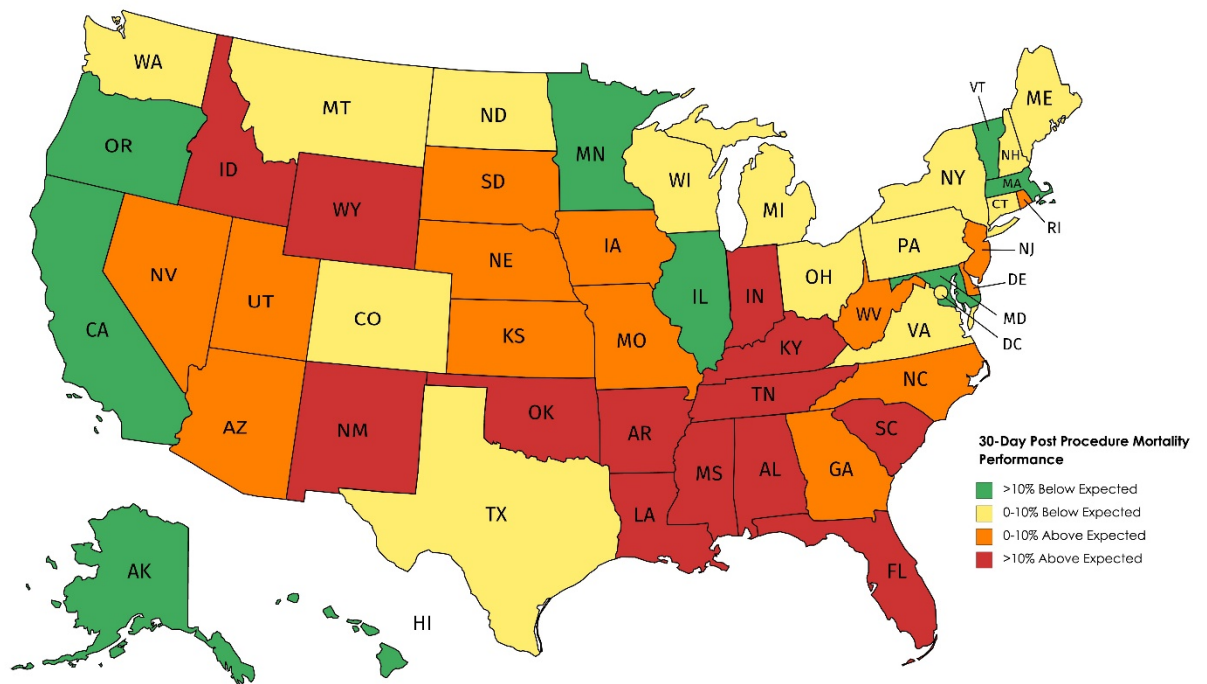 WA
MT
ND
MN
VT
ME
OR
ID
SD
WI
MI
NY
NH
MA
CT
RI
WY
IA
PA
NJ
NE
OH
DE
NV
UT
CO
IL
IN
WV
MD
CA
KS
MO
VA
DC
KY
AZ
NM
OK
AR
TN
NC
SC
MS
AL
GA
TX
LA
FL
AK
HI
30-Day Post Procedure Mortality
Performance
>10% Below Expected
0-10% Below Expected
0-10% Above Expected
>10% Above Expected